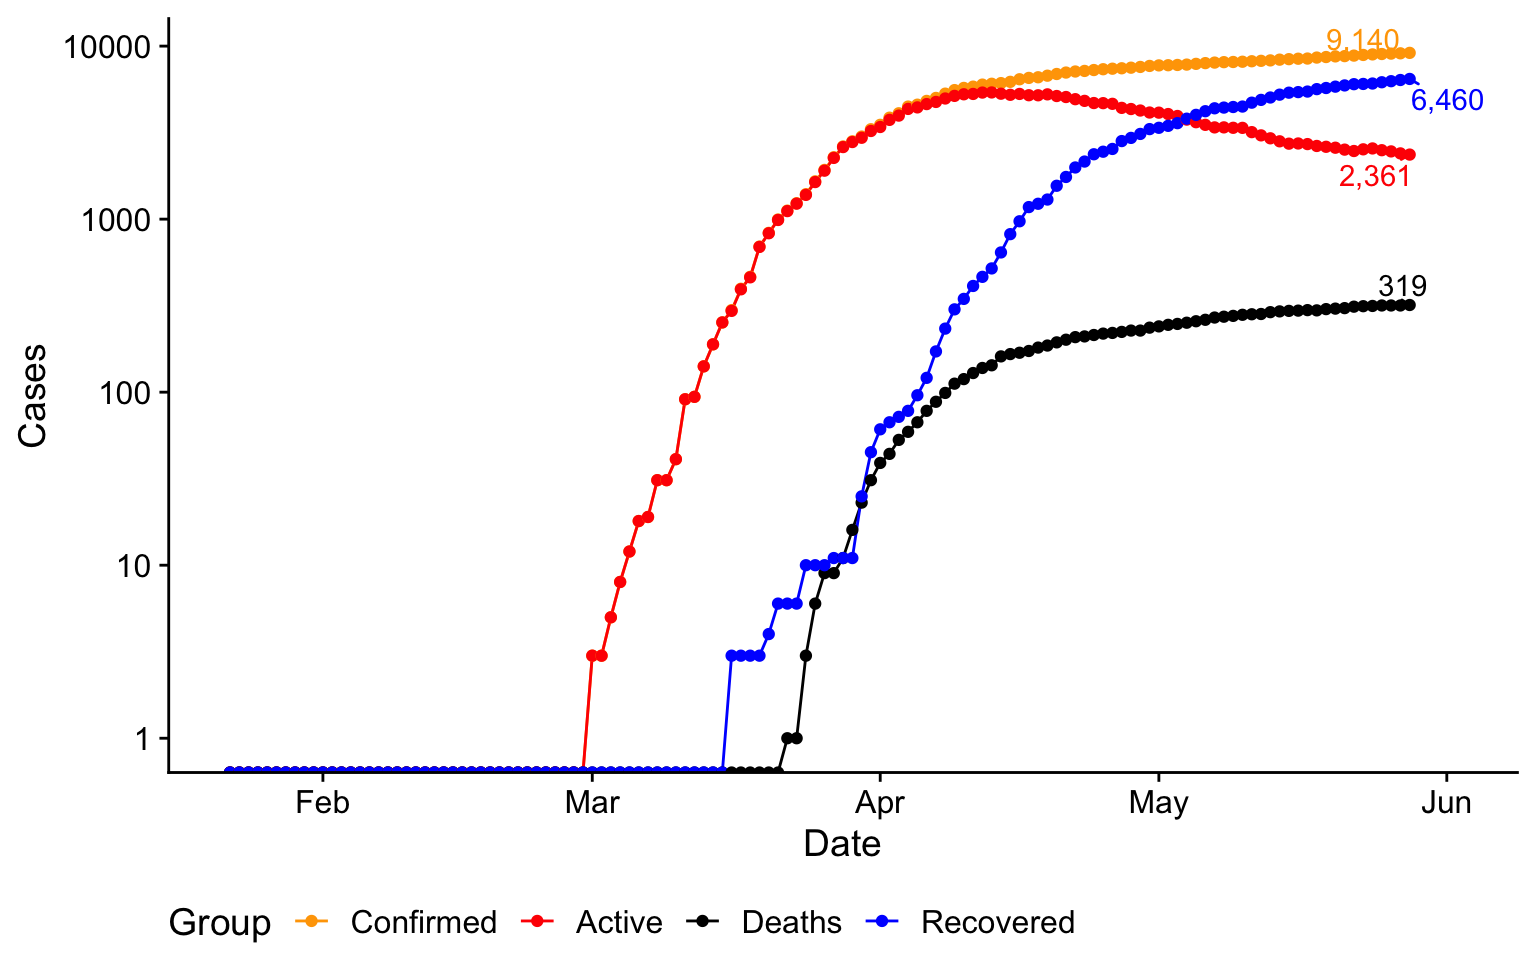 10000
1000
100
10
1
Cases
9,140
6,460
2,361
319
Feb Mar Apr May Jun
Date
Group Confirmed Active Deaths Recovered